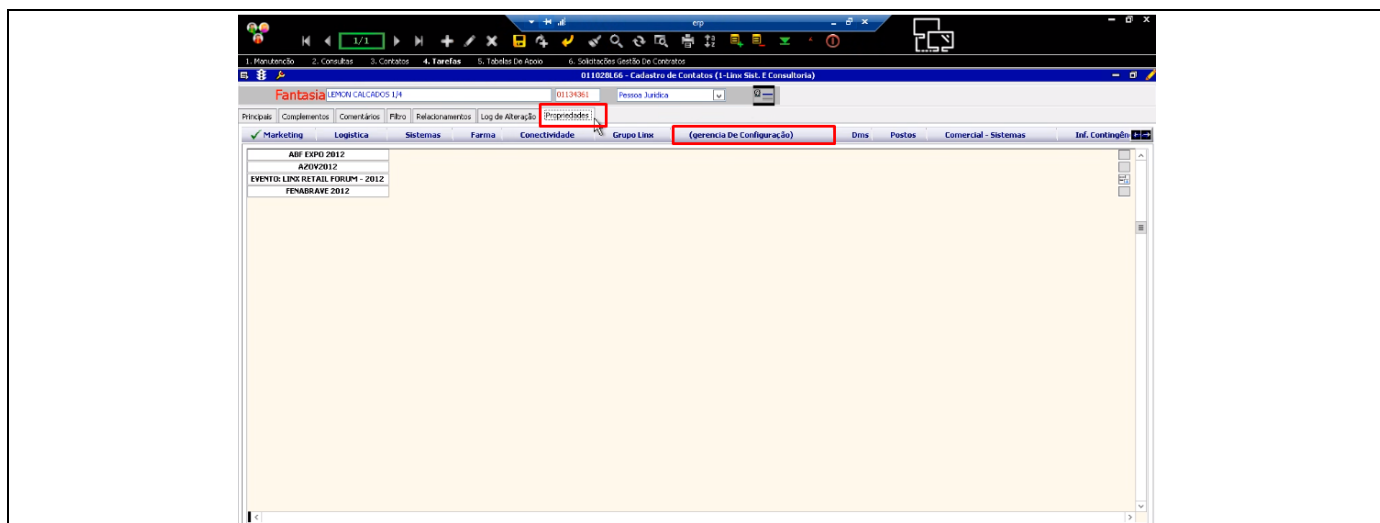 erp
1/1
1. Manutencão 2. Consultas 3. Contatos 4. Tarefas 5. Tabelas De Apoio 6. Solicitacões Gestão De Contratos
011028L66 - Cadastro de Contatos (1-Linx Sist. E Consultoria)
Fantasia LEMON CALCADOS 1/4 01134361 Pessoa Juridica
Principais Complementos Comentários Filtro Relacionamentos Log de Alteração Propriedades
Marketing Logistica Sistemas Farma Conectividade Grupo Linx (gerencia De Configuração) Dms Postos Comercial - Sistemas Inf. Contingên
ABF EXPO 2012
AZOV2012
EVENTO: LINX RETAIL FORUM - 2012
FENABRAVE 2012